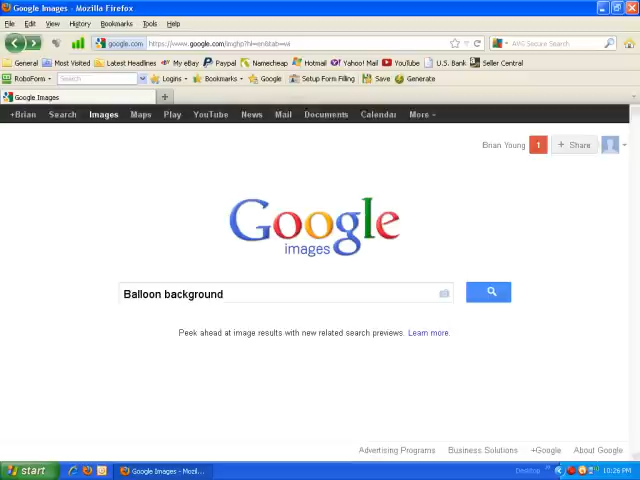 Google Images - Mozilla Firefox
File Edit View History Bookmarks Tools Help
google.com https://www.google.com/imghp?hl=en&tab=wi Secure Search
General Most Visited Latest Headlines My eBay Paypal Namecheap Hotmail Yahoo! Mail YouTube U.S. Bank Seller Central
RoboForm Search Logins Bookmarks Google Setup Form Filling Save Generate
Google Images
+Brian Search Images Maps Play YouTube News Mail Documents Calendar More
Brian Young 1 + Share
Google
images
Balloon background
Peek ahead at image results with new related search previews. Learn more.
Advertising Programs Business Solutions +Google About Google
start Google Images - Mozil... Desktop » 10:26 PM